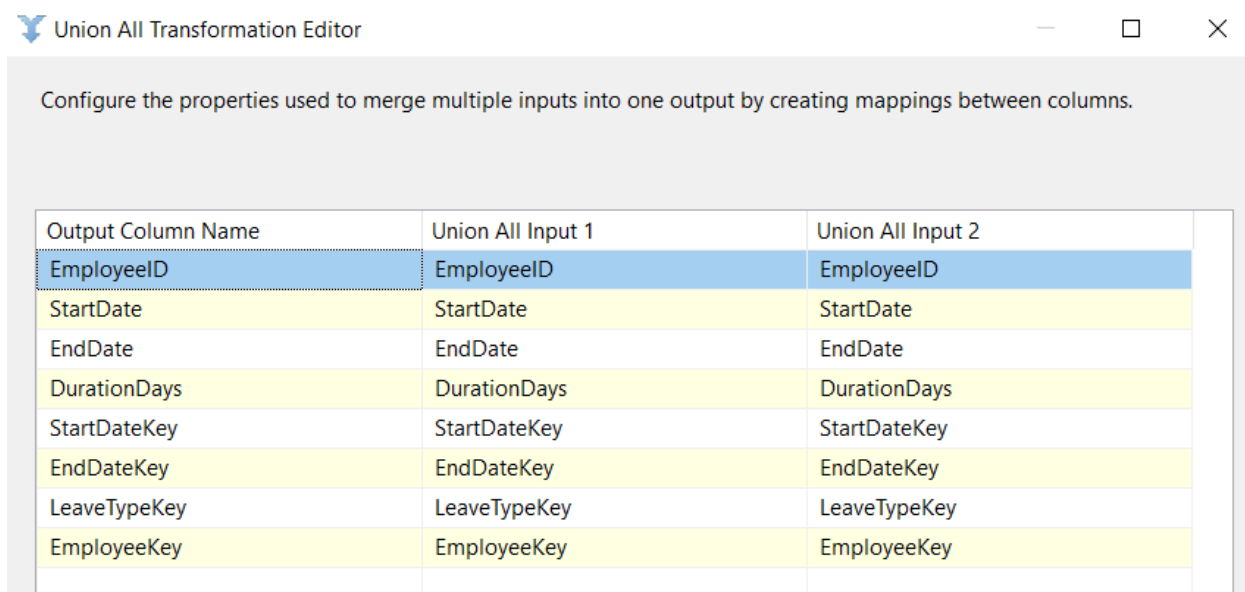 Union All Transformation Editor
Configure the properties used to merge multiple inputs into one output by creating mappings between columns.
Output Column Name Union All Input 1 Union All Input 2
EmployeeID EmployeeID EmployeeID
StartDate StartDate StartDate
EndDate EndDate EndDate
DurationDays DurationDays DurationDays
StartDateKey StartDateKey StartDateKey
EndDateKey EndDateKey EndDateKey
LeaveTypeKey LeaveTypeKey LeaveTypeKey
EmployeeKey EmployeeKey EmployeeKey